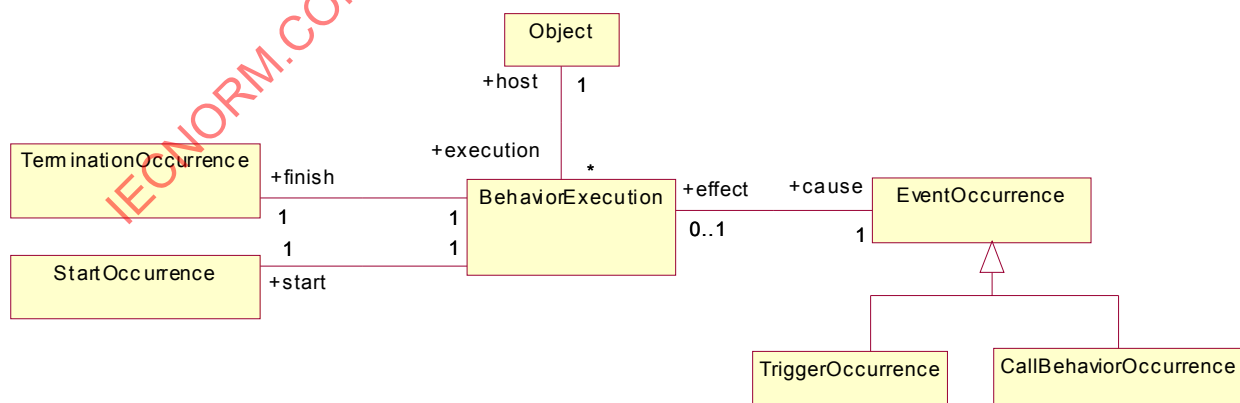 Object
+host
1
+execution
*
TerminationOccurrence
+finish
1
1
BehaviorExecution
+effect
0..1
+cause
1
EventOccurrence
StartOccurrence
1
+start
1
TriggerOccurrence
CallBehaviorOccurrence
IECNORM.CO